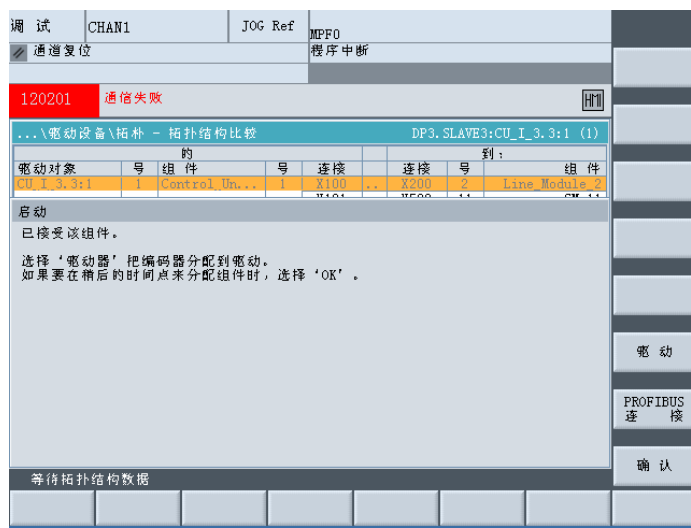 调 试 CHAN1 JOG Ref MPF0
通道复位 程序中断
120201 通信失败 HMI
...\驱动设备\拓朴 - 拓扑结构比较 DP3.SLAVE3:CU_I_3.3:1 (1)
的 到:
驱动对象 号 组 件 号 连接 连接 号 组 件
CU_I_3.3:1 1 Control_Un... 1 X100 .. X200 2 Line_Module_2
启动
已接受该组件。
选择‘驱动器’把编码器分配到驱动。
如果要在稍后的时间点来分配组件时,选择‘OK’。
驱 动
PROFIBUS
连 接
确 认
等待拓扑结构数据